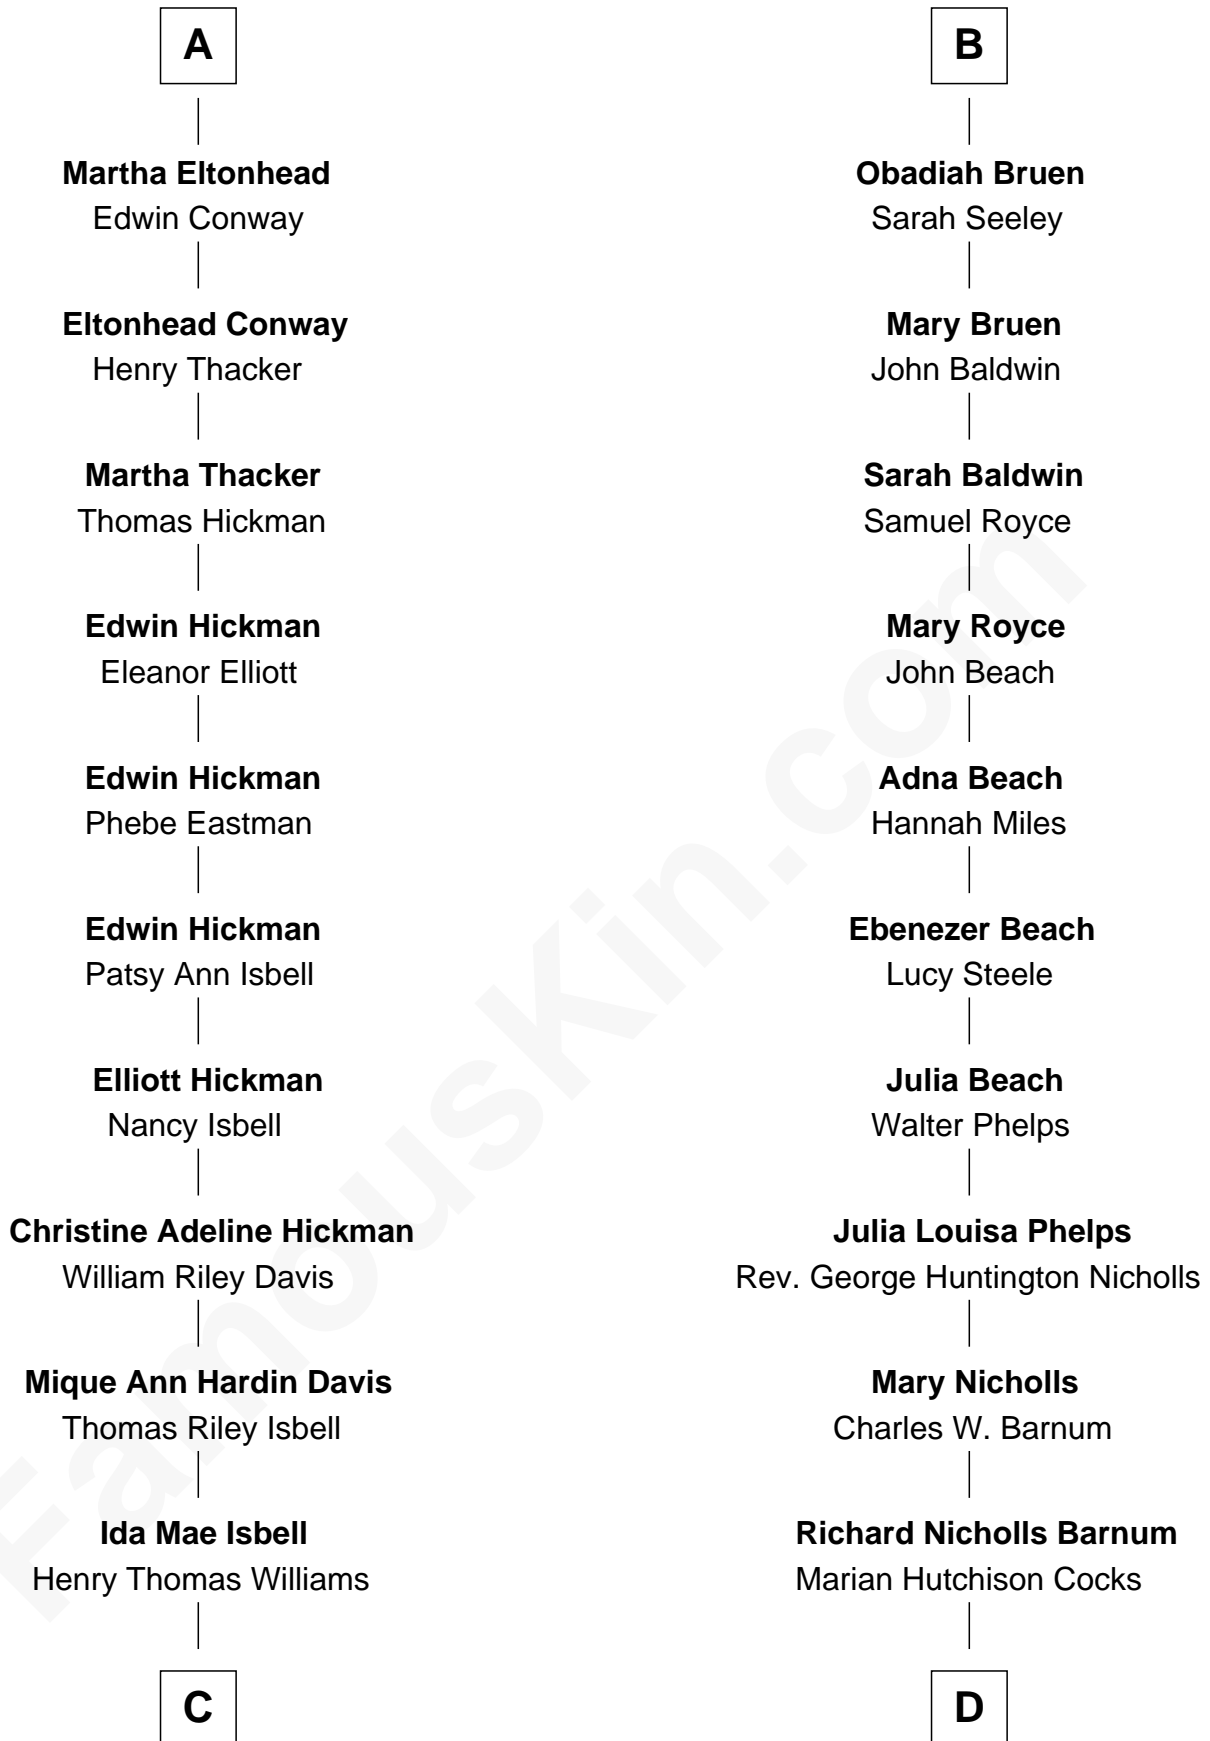 A
Martha Eltonhead
Edwin Conway
Eltonhead Conway
Henry Thacker
Martha Thacker
Thomas Hickman
Edwin Hickman
Eleanor Elliott
Edwin Hickman
Phebe Eastman
Edwin Hickman
Patsy Ann Isbell
Elliott Hickman
Nancy Isbell
Christine Adeline Hickman
William Riley Davis
Mique Ann Hardin Davis
Thomas Riley Isbell
Ida Mae Isbell
Henry Thomas Williams
C
B
Obadiah Bruen
Sarah Seeley
Mary Bruen
John Baldwin
Sarah Baldwin
Samuel Royce
Mary Royce
John Beach
Adna Beach
Hannah Miles
Ebenezer Beach
Lucy Steele
Julia Beach
Walter Phelps
Julia Louisa Phelps
Rev. George Huntington Nicholls
Mary Nicholls
Charles W. Barnum
Richard Nicholls Barnum
Marian Hutchison Cocks
D
FamousKin.com